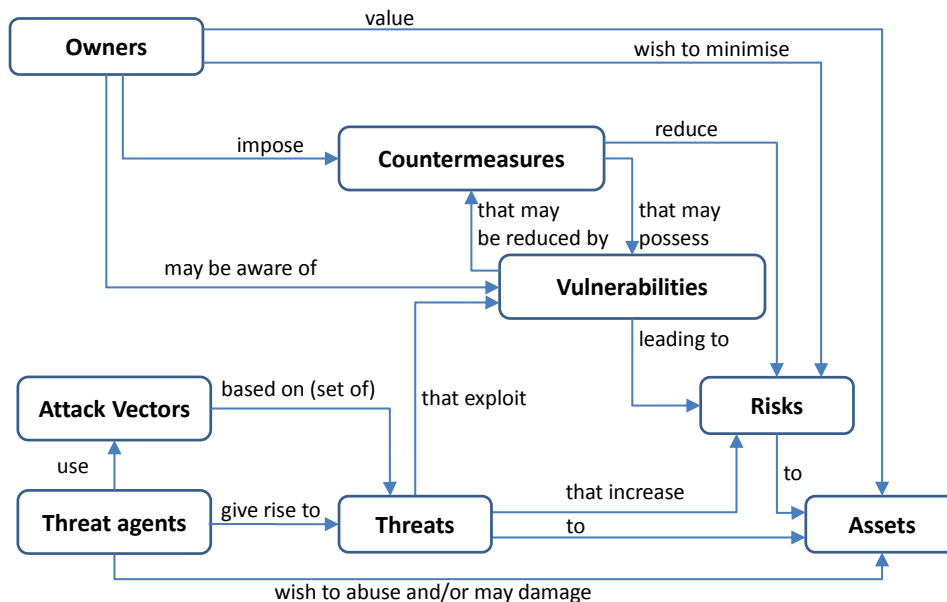 value
Owners
wish to minimise
impose
Countermeasures
reduce
that may
be reduced by
that may
possess
may be aware of
Vulnerabilities
leading to
based on (set of)
that exploit
Attack Vectors
Risks
use
to
that increase
Threat agents
give rise to
Threats
to
Assets
wish to abuse and/or may damage